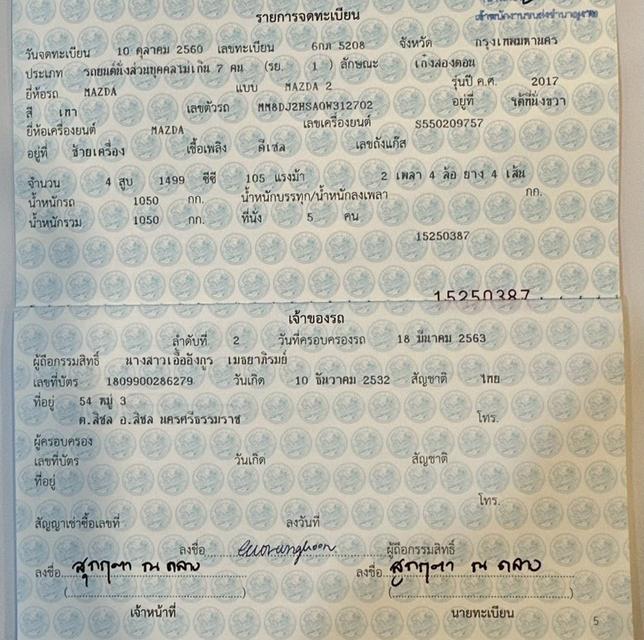 รายการจดทะเบียน
วันจดทะเบียน 10 ตุลาคม 2560 เลขทะเบียน 6กภ 5208 จังหวัด กรุงเทพมหานคร
ประเภท รถยนต์นั่งส่วนบุคคลไม่เกิน 7 คน (รย. 1 ) ลักษณะ เก๋งสองตอน
ยี่ห้อรถ MAZDA แบบ MAZDA 2 รุ่นปี ค.ศ. 2017
สี เทา เลขตัวรถ MM8DJ2HSAOW312702 อยู่ที่ ใต้ที่นั่งขวา
ยี่ห้อเครื่องยนต์ MAZDA เลขเครื่องยนต์ S550209757
อยู่ที่ ซ้ายเครื่อง เชื้อเพลิง ดีเซล เลขถังแก๊ส
จำนวน 4 สูบ 1499 ซีซี 105 แรงม้า 2 เพลา 4 ล้อ ยาง 4 เส้น
น้ำหนักรถ 1050 กก. น้ำหนักบรรทุก/น้ำหนักลงเพลา กก.
น้ำหนักรวม 1050 กก. ที่นั่ง 5 คน
15250387
15250387
เจ้าของรถ
ลำดับที่ 2 วันที่ครอบครองรถ 18 มีนาคม 2563
ผู้ถือกรรมสิทธิ์ นางสาวเอื้ออังกูร เมธยาภิรมย์
เลขที่บัตร 1809900286279 วันเกิด 10 ธันวาคม 2532 สัญชาติ ไทย
ที่อยู่ 54 หมู่ 3
ต.สิชล อ.สิชล นครศรีธรรมราช โทร.
ผู้ครอบครอง
เลขที่บัตร วันเกิด สัญชาติ
ที่อยู่
โทร.
สัญญาเช่าซื้อเลขที่ ลงวันที่
ลงชื่อ ผู้ถือกรรมสิทธิ์
ลงชื่อ ณ ถลาง ลงชื่อ ณ ถลาง
เจ้าหน้าที่ นายทะเบียน
5